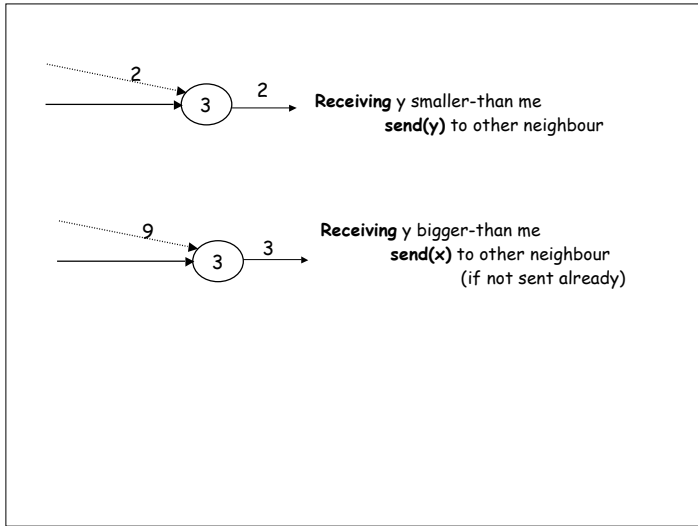 2
3
2
Receiving y smaller-than me
send(y) to other neighbour
9
3
3
Receiving y bigger-than me
send(x) to other neighbour
(if not sent already)